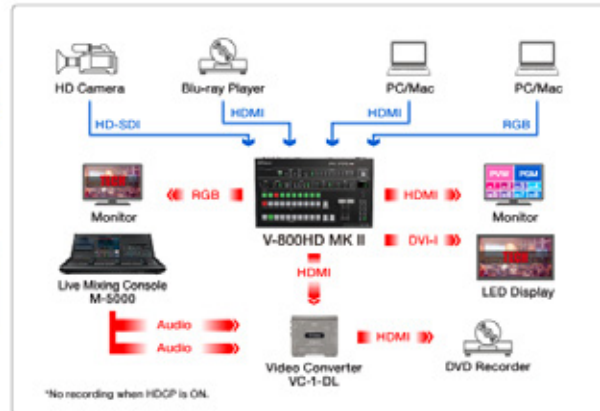 HD Camera
Blu-ray Player
PC/Mac
PC/Mac
HD-SDI
HDMI
HDMI
RGB
RGB
HDMI
PVW
PGM
Monitor
V-800HD MK II
Monitor
DVI-I
HDMI
LED Display
Live Mixing Console
M-5000
Audio
HDMI
Audio
Video Converter
VC-1-DL
DVD Recorder
*No recording when HDCP is ON.